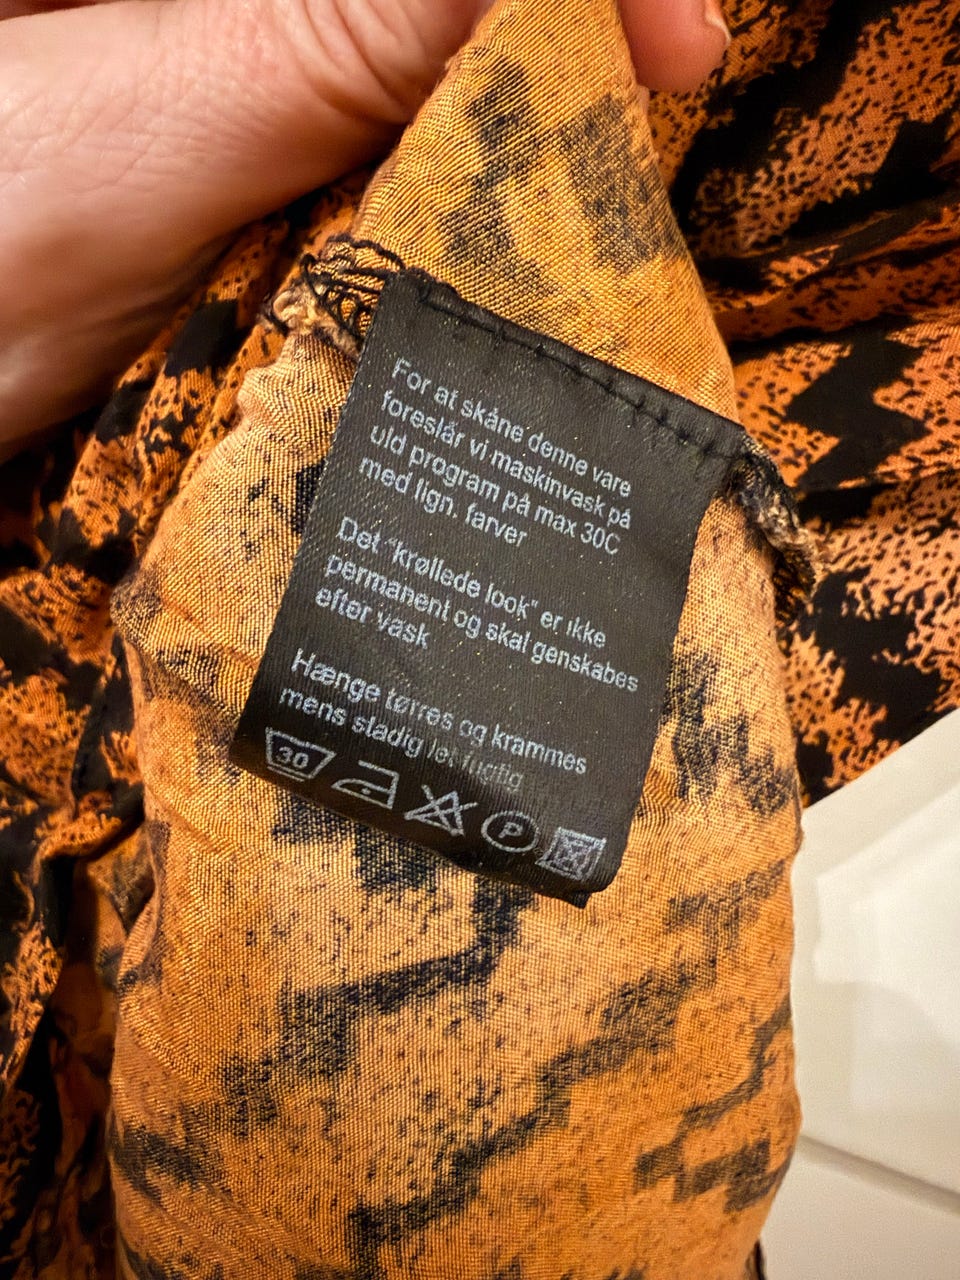 For at skåne denne vare
foreslår vi maskinvask på
uld program på max 30C
med lign. farver
Det "krøllede look" er ikke
permanent og skal genskabes
efter vask
Hænge tørres og krammes
mens stadig let fugtig
30 P